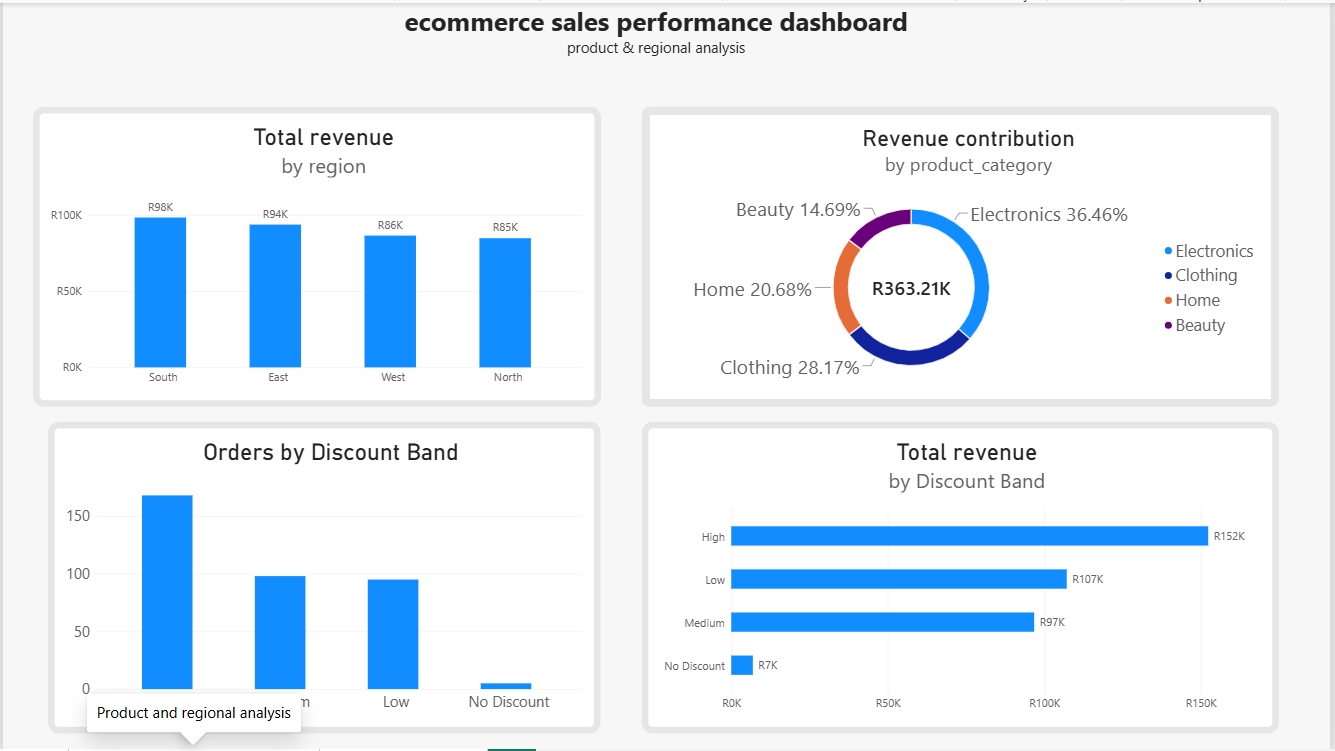 ecommerce sales performance dashboard
product & regional analysis
Total revenue
by region
R100K
R50K
R0K
R98K
R94K
R86K
R85K
South
East
West
North
Revenue contribution
by product_category
Beauty 14.69%
Electronics 36.46%
Home 20.68%
R363.21K
Clothing 28.17%
Electronics
Clothing
Home
Beauty
Orders by Discount Band
150
100
50
0
Low
No Discount
Product and regional analysis
Total revenue
by Discount Band
High
R152K
Low
R107K
Medium
R97K
No Discount
R7K
R0K
R50K
R100K
R150K